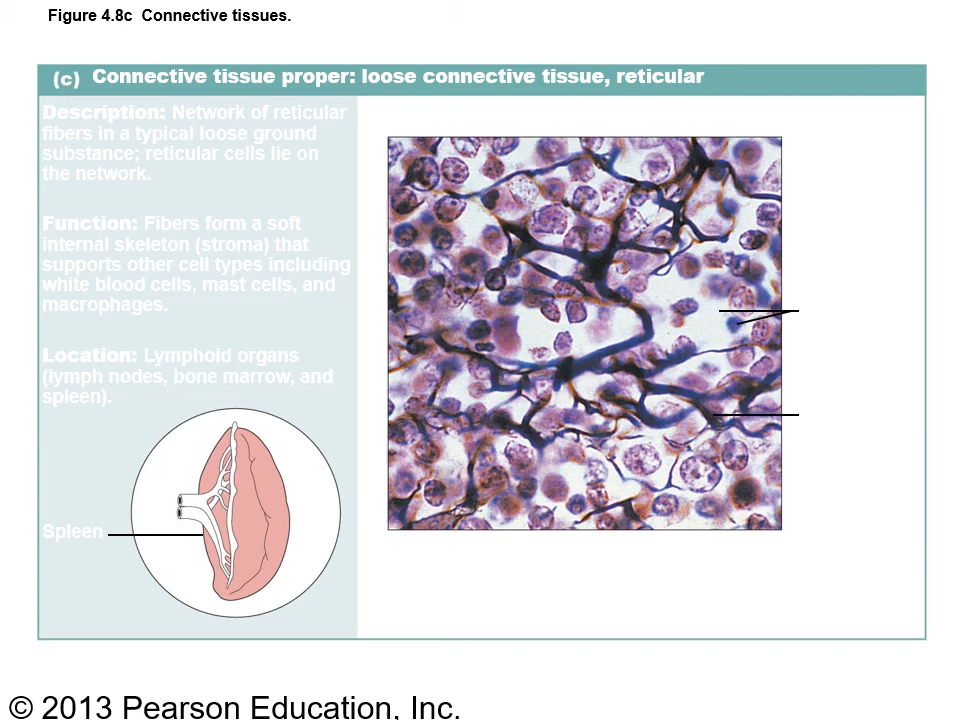 Figure 4.8c  Connective tissues.
(c) Connective tissue proper: loose connective tissue, reticular
Description: Network of reticular
fibers in a typical loose ground
substance; reticular cells lie on
the network.
Function: Fibers form a soft
internal skeleton (stroma) that
supports other cell types including
white blood cells, mast cells, and
macrophages.
Location: Lymphoid organs
(lymph nodes, bone marrow, and
spleen).
Spleen
© 2013 Pearson Education, Inc.